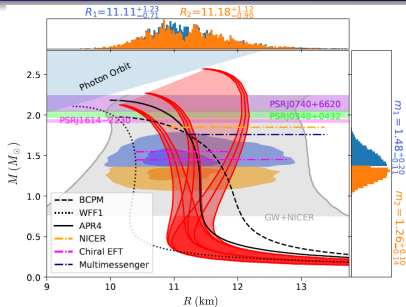 R₁=11.11⁺¹·²³₋₀.₇₁ R₂=11.18⁺¹·¹²₋₀.₉₀
Photon Orbit
PSRJ0740+6620
PSRJ0348+0432
PSRJ1614
GW+NICER
BCPM
WFF1
APR4
NICER
Chiral EFT
Multimessenger
M (M☉)
2.5
2.0
1.5
1.0
0.5
0.0
9 10 11 12 13
R (km)
m₁=1.48⁺⁰·²⁰
m₂=1.26⁺⁰·¹⁰₋₀.₁₄